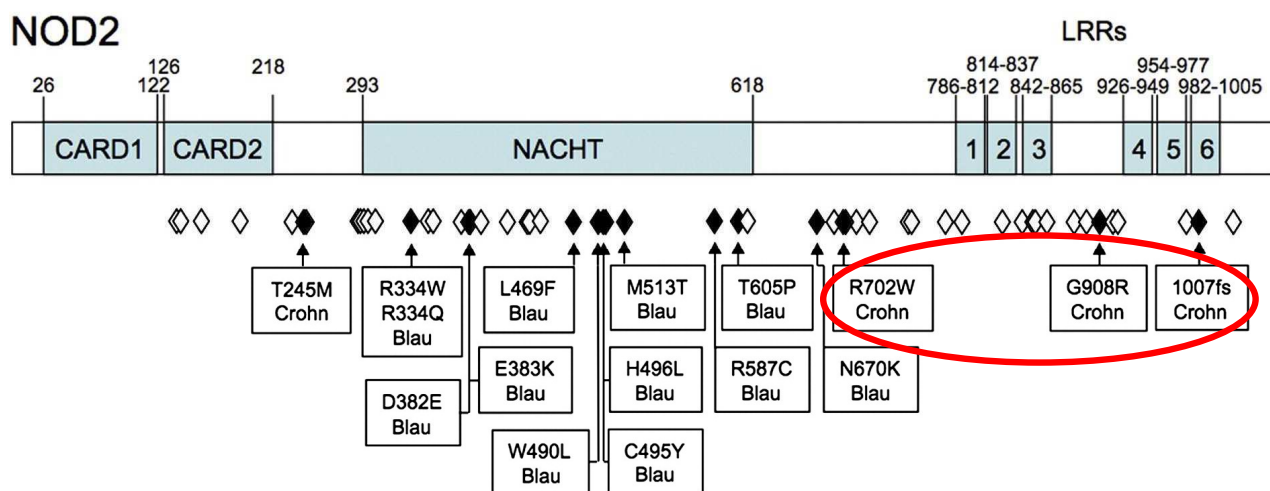 NOD2
LRRs
126
218
814-837
954-977
26
122
293
618
786-812
842-865
926-949
982-1005
CARD1
CARD2
NACHT
1
2
3
4
5
6
T245M
Crohn
R334W
R334Q
Blau
L469F
Blau
M513T
Blau
T605P
Blau
R702W
Crohn
G908R
Crohn
1007fs
Crohn
E383K
Blau
H496L
Blau
R587C
Blau
N670K
Blau
D382E
Blau
W490L
Blau
C495Y
Blau